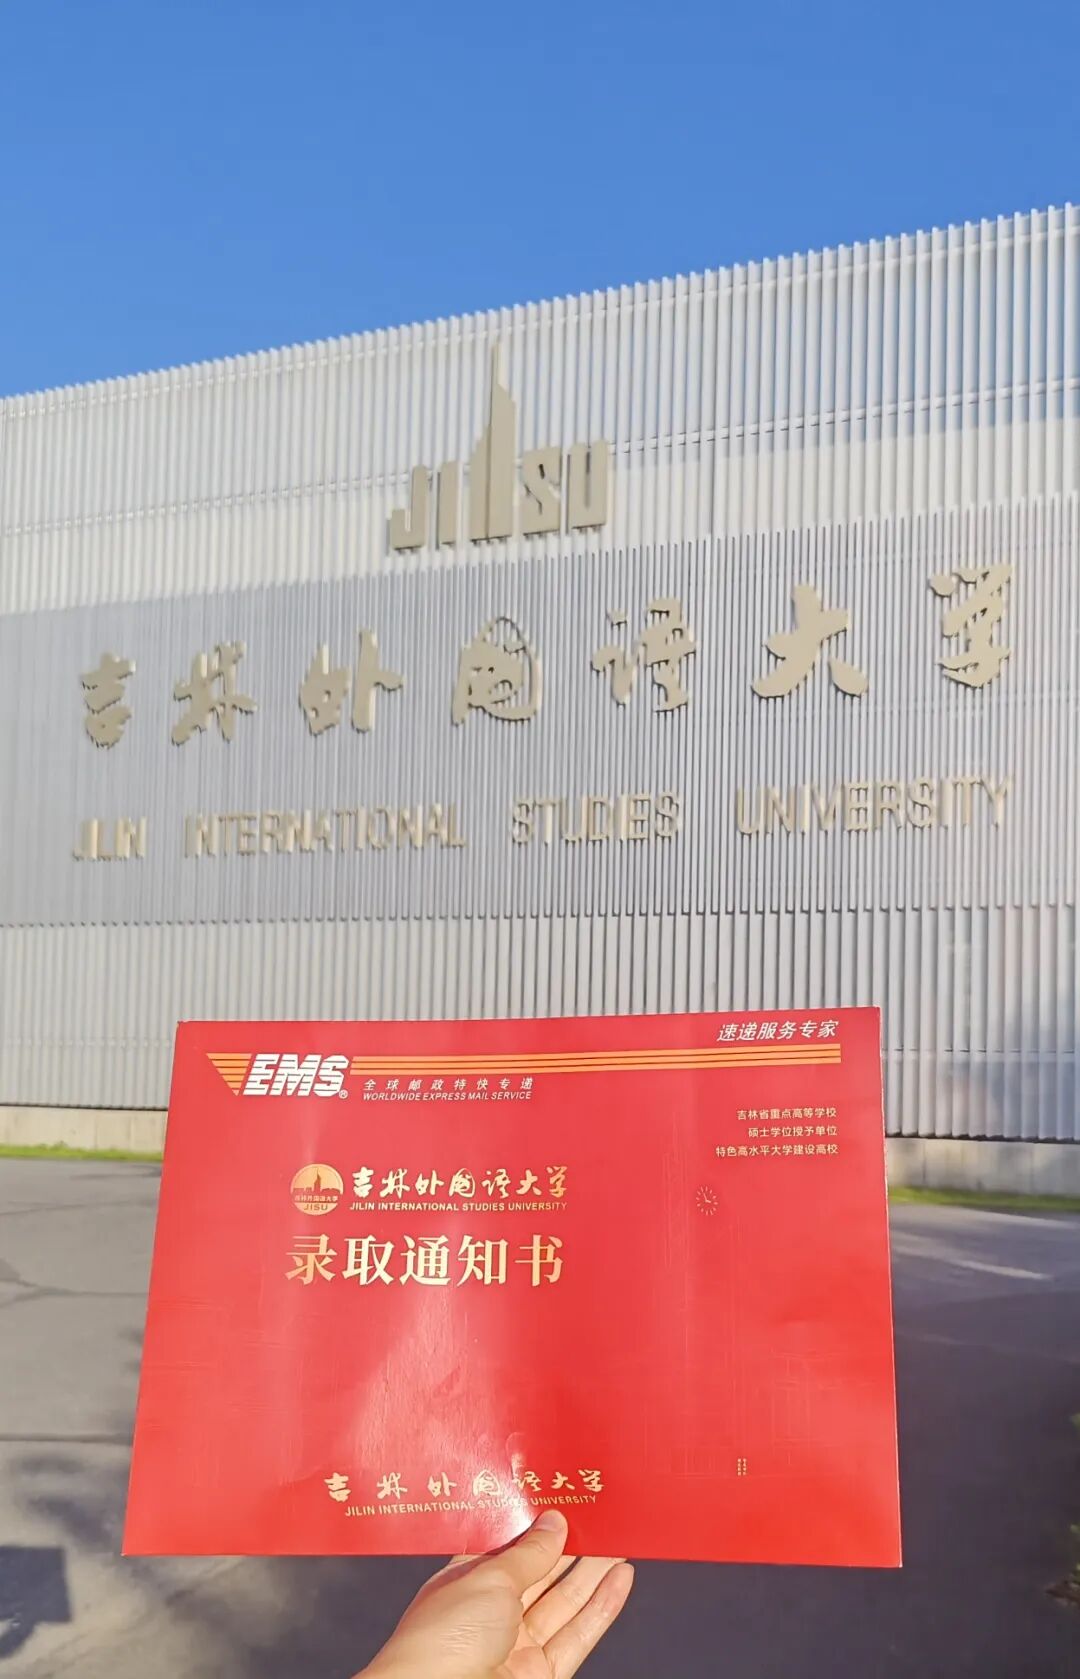 JILSU
吉林外国语大学
JILIN INTERNATIONAL STUDIES UNIVERSITY
速递服务专家
EMS®
全球邮政特快专递
WORLDWIDE EXPRESS MAIL SERVICE
吉林省重点高等学校
硕士学位授予单位
特色高水平大学建设高校
吉林外国语大学
JISU
吉林外国语大学
JILIN INTERNATIONAL STUDIES UNIVERSITY
录取通知书
吉林外国语大学
JILIN INTERNATIONAL STUDIES UNIVERSITY